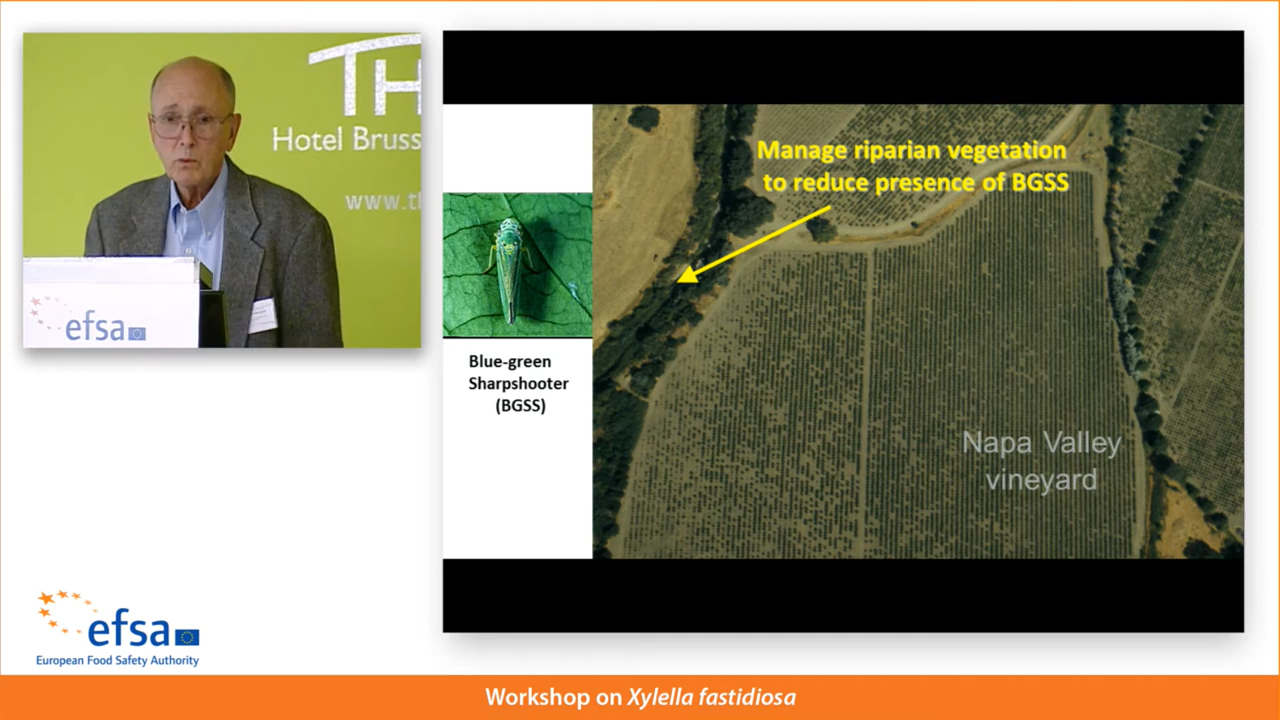 TH
Hotel Bruss
www.t
efsa
Manage riparian vegetation
to reduce presence of BGSS
Blue-green
Sharpshooter
(BGSS)
Napa Valley
vineyard
efsa
European Food Safety Authority
Workshop on Xylella fastidiosa